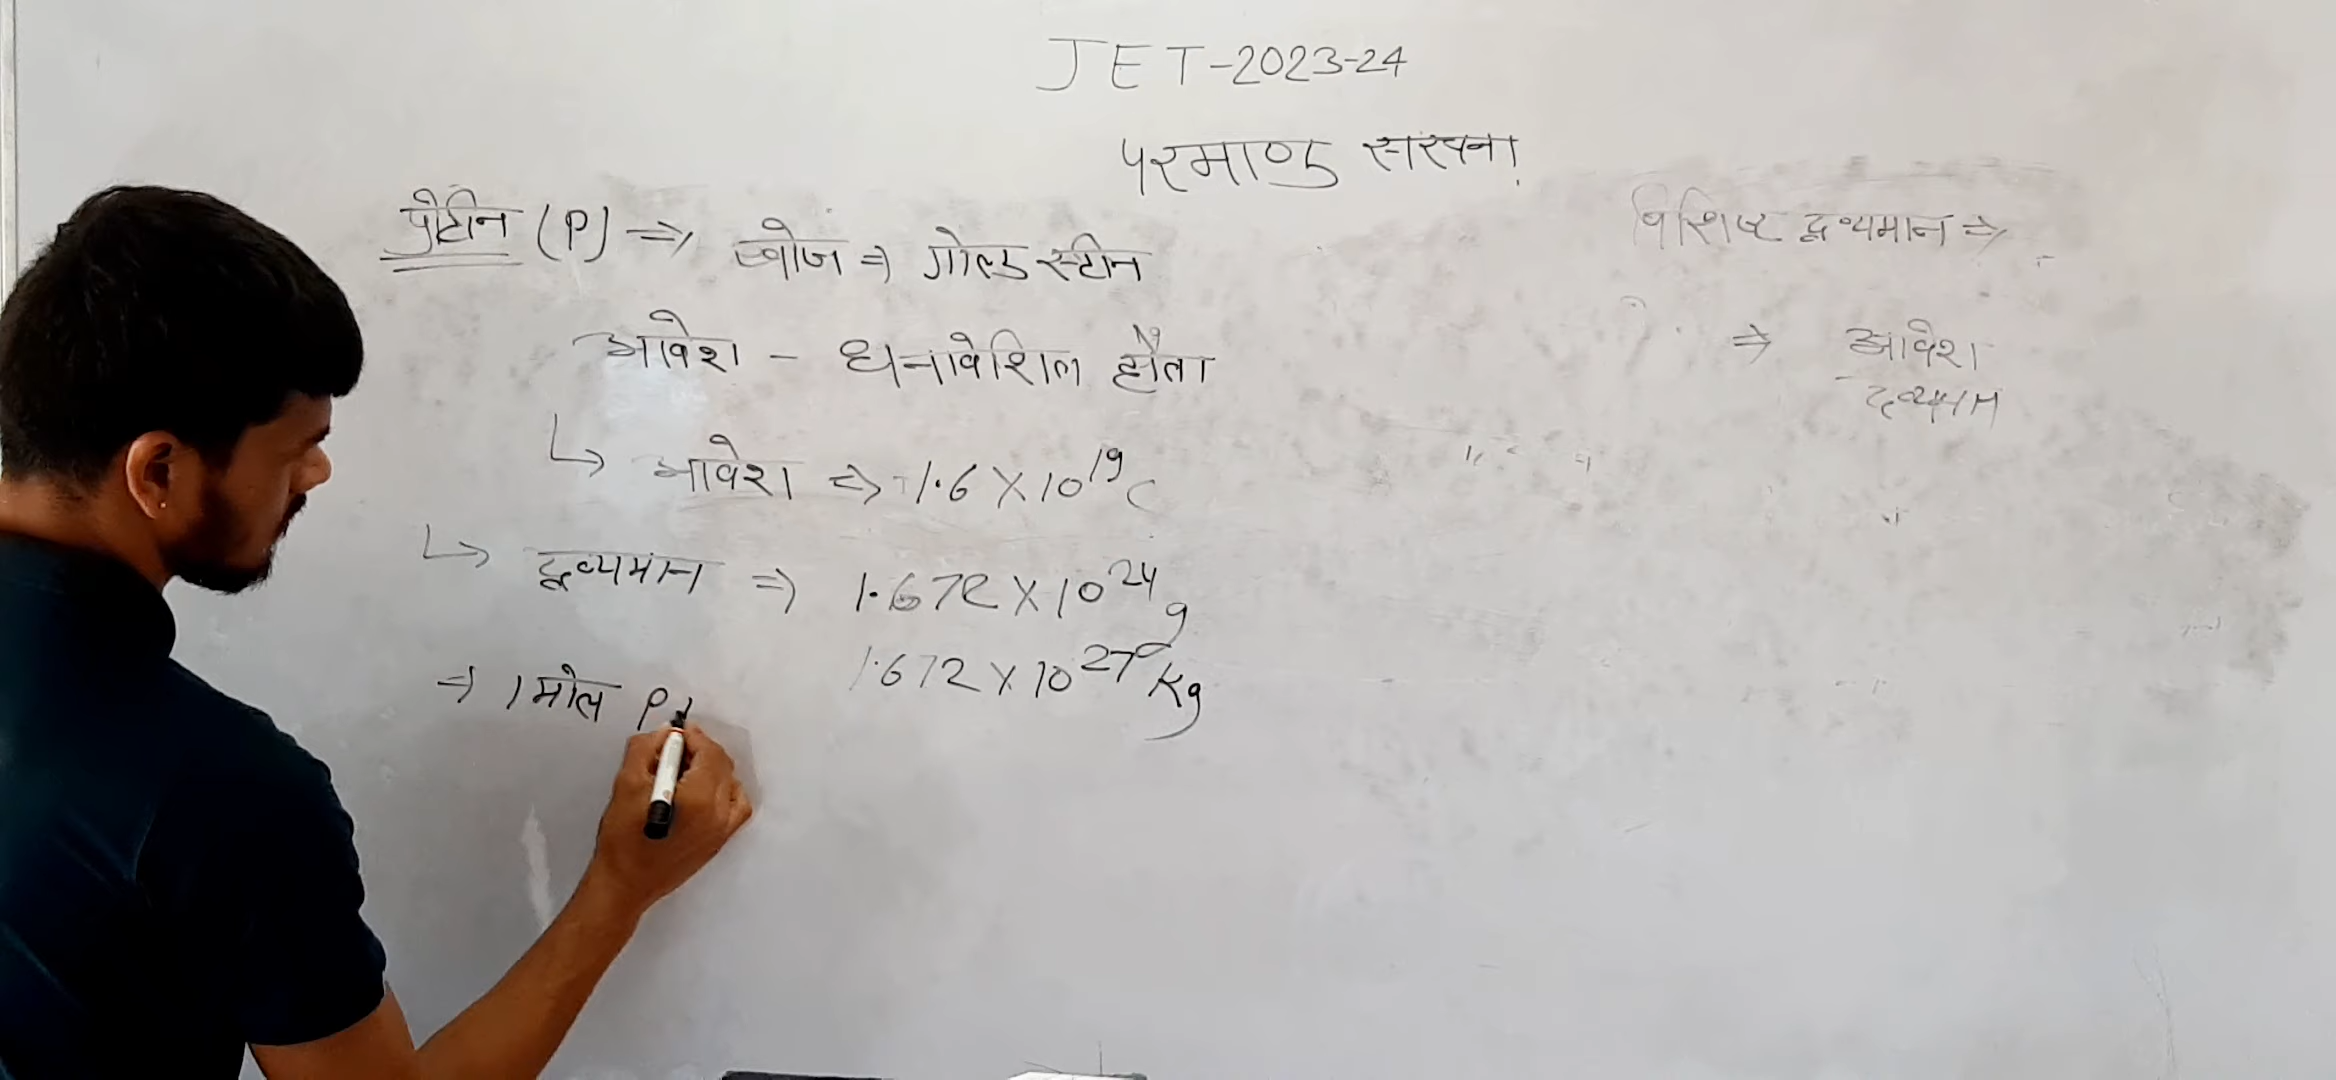 JET-2023-24
परमाणु सरचना
प्रोटीन (P) ⇒ खोज ⇒ गोल्डस्टीन
आवेश - धनावेशित होता
↳ आवेश ⇒ +1.6 X 10¹⁹ C
↳ द्रव्यमान ⇒ 1.672 X 10²⁴ g
1.672 X 10²⁷ Kg
⇒ 1 मोल P
विशिष्ट द्रव्यमान ⇒
⇒ आवेश
द्रव्यमान